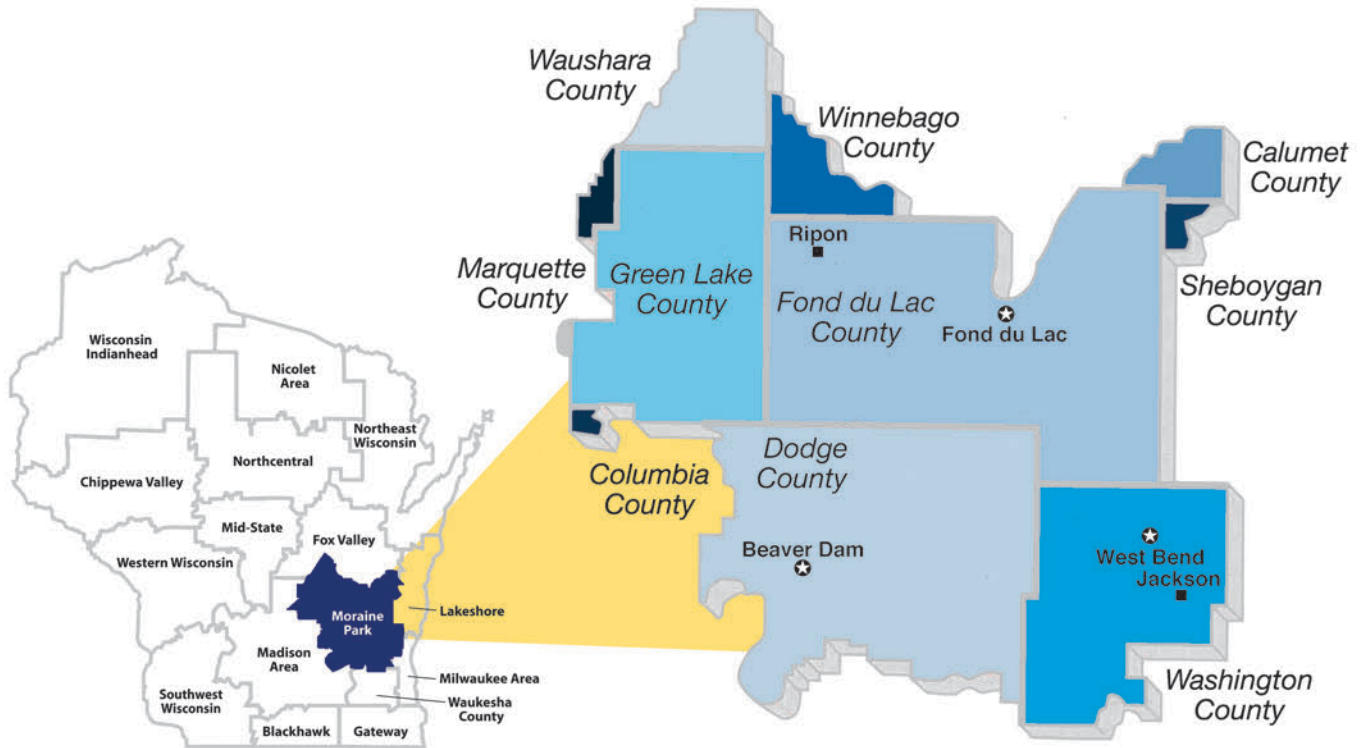 Waushara
County
Winnebago
County
Calumet
County
Ripon
Marquette
County
Green Lake
County
Fond du Lac
County
Fond du Lac
Sheboygan
County
Wisconsin
Indianhead
Nicolet
Area
Northeast
Wisconsin
Northcentral
Chippewa Valley
Mid-State
Fox Valley
Western Wisconsin
Moraine
Park
Lakeshore
Madison
Area
Milwaukee Area
Waukesha
County
Southwest
Wisconsin
Blackhawk
Gateway
Columbia
County
Dodge
County
Beaver Dam
West Bend
Jackson
Washington
County